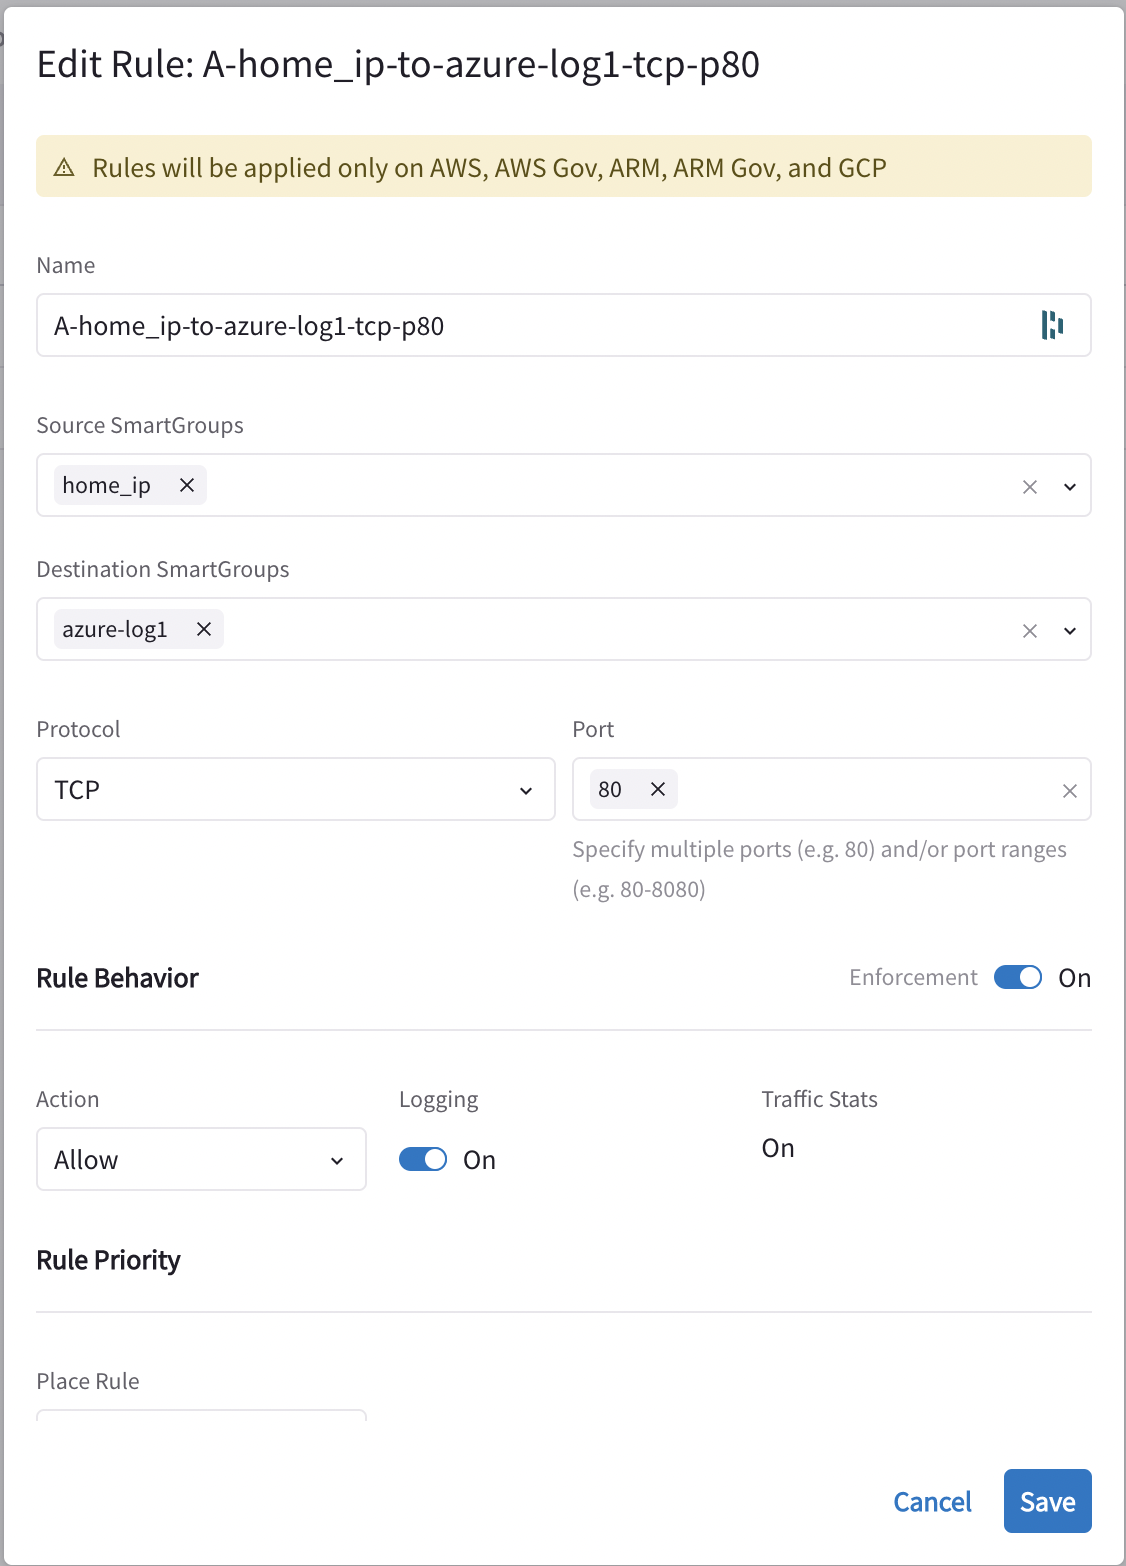 Edit Rule: A-home_ip-to-azure-log1-tcp-p80
Rules will be applied only on AWS, AWS Gov, ARM, ARM Gov, and GCP
Name
A-home_ip-to-azure-log1-tcp-p80
Source SmartGroups
home_ip
Destination SmartGroups
azure-log1
Protocol
Port
TCP
80
Specify multiple ports (e.g. 80) and/or port ranges
(e.g. 80-8080)
Rule Behavior
Enforcement On
Action
Logging
Traffic Stats
Allow
On
On
Rule Priority
Place Rule
Cancel
Save